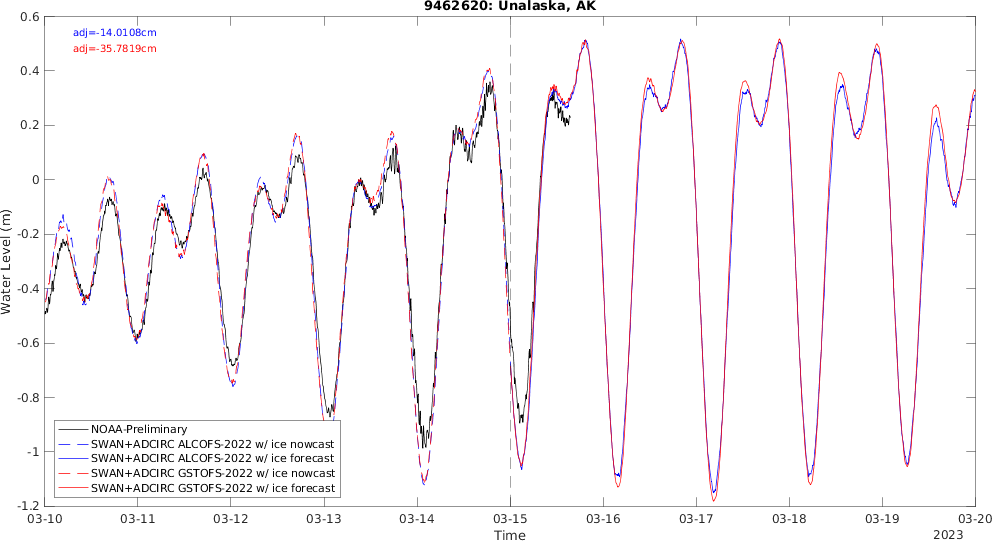 9462620: Unalaska, AK
adj=-14.0108cm
adj=-35.7819cm
0.6
0.4
0.2
0
-0.2
-0.4
-0.6
-0.8
-1
-1.2
Water Level (m)
NOAA-Preliminary
SWAN+ADCIRC ALCOFS-2022 w/ ice nowcast
SWAN+ADCIRC ALCOFS-2022 w/ ice forecast
SWAN+ADCIRC GSTOFS-2022 w/ ice nowcast
SWAN+ADCIRC GSTOFS-2022 w/ ice forecast
03-10 03-11 03-12 03-13 03-14 03-15 03-16 03-17 03-18 03-19 03-20
Time
2023